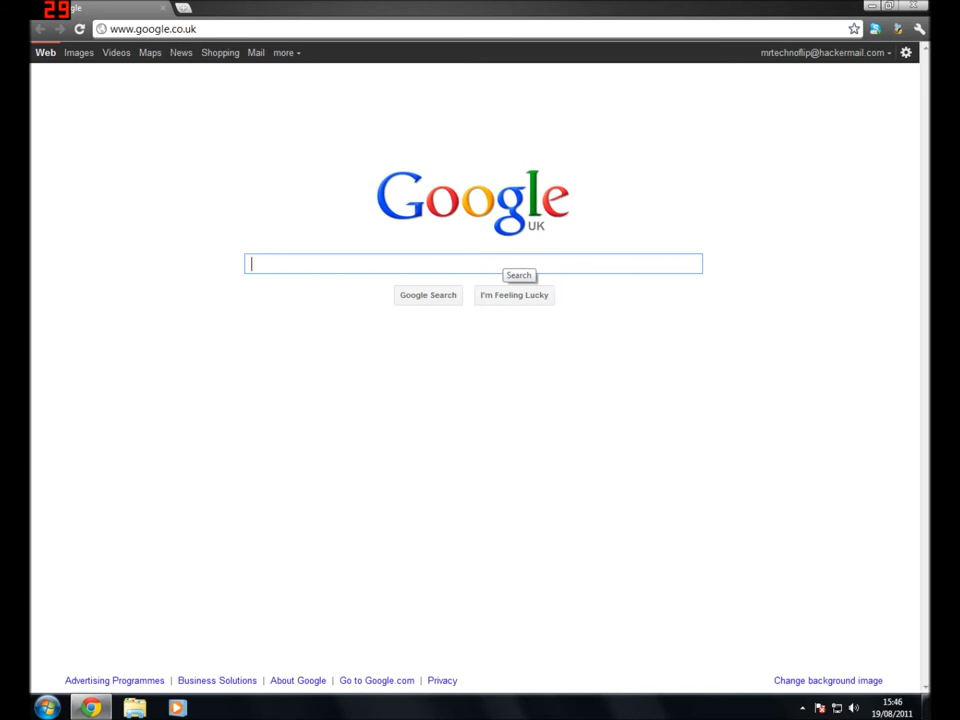 29 gle
www.google.co.uk
Web Images Videos Maps News Shopping Mail more mrtechnoflip@hackermail.com
Google
UK
Search
Google Search I'm Feeling Lucky
Advertising Programmes | Business Solutions | About Google | Go to Google.com | Privacy Change background image
15:46
19/08/2011